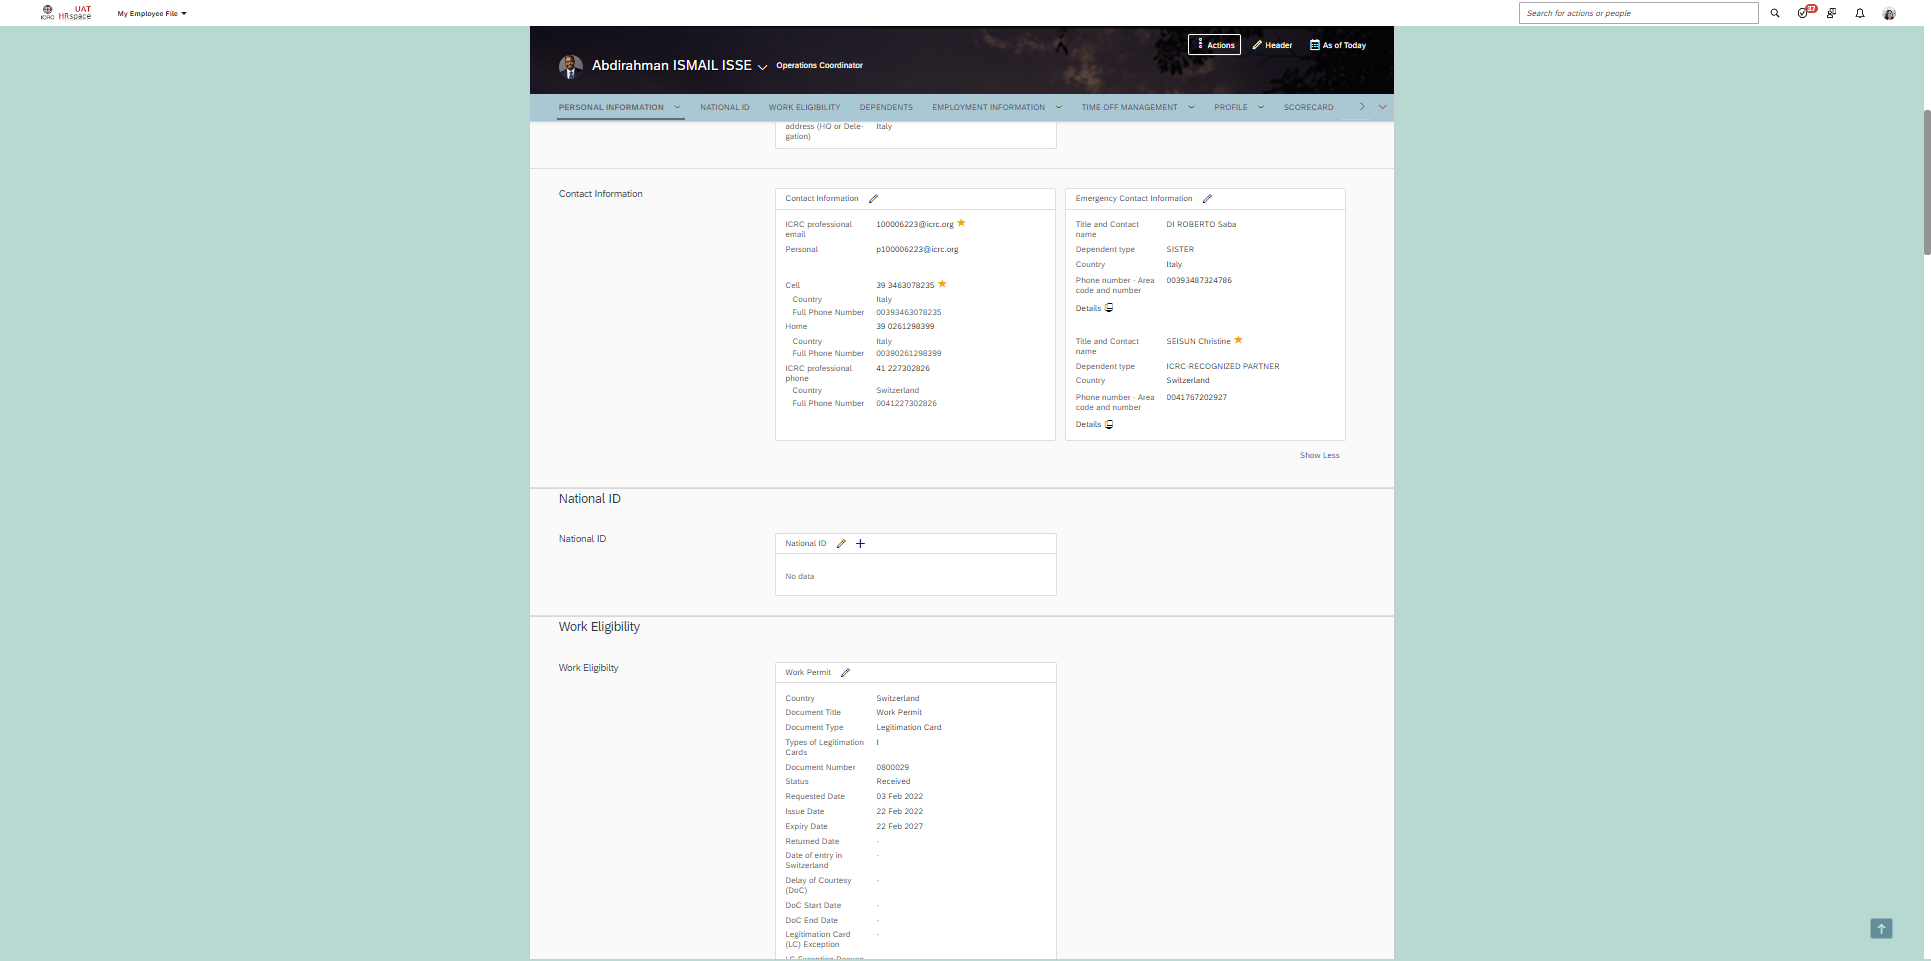 UAT
ICRC HRspace
My Employee File
Search for actions or people
37
Abdirahman ISMAIL ISSE
Operations Coordinator
Actions
Header
As of Today
PERSONAL INFORMATION
NATIONAL ID
WORK ELIGIBILITY
DEPENDENTS
EMPLOYMENT INFORMATION
TIME OFF MANAGEMENT
PROFILE
SCORECARD
address (HQ or Dele-
gation)
Italy
Contact Information
Contact Information
ICRC professional
email
100006223@icrc.org
Personal
p100006223@icrc.org
Cell
39 3463078235
Country
Italy
Full Phone Number
00393463078235
Home
39 0261298399
Country
Italy
Full Phone Number
00390261298399
ICRC professional
phone
41 227302826
Country
Switzerland
Full Phone Number
0041227302826
Emergency Contact Information
Title and Contact
name
DI ROBERTO Saba
Dependent type
SISTER
Country
Italy
Phone number - Area
code and number
00393487324786
Details
Title and Contact
name
SEISUN Christine
Dependent type
ICRC-RECOGNIZED PARTNER
Country
Switzerland
Phone number - Area
code and number
0041767202927
Details
Show Less
National ID
National ID
National ID
No data
Work Eligibility
Work Eligibilty
Work Permit
Country
Switzerland
Document Title
Work Permit
Document Type
Legitimation Card
Types of Legitimation
Cards
I
Document Number
0800029
Status
Received
Requested Date
03 Feb 2022
Issue Date
22 Feb 2022
Expiry Date
22 Feb 2027
Returned Date
-
Date of entry in
Switzerland
-
Delay of Courtesy
(DoC)
-
DoC Start Date
-
DoC End Date
-
Legitimation Card
(LC) Exception
-
LC Exception Reason